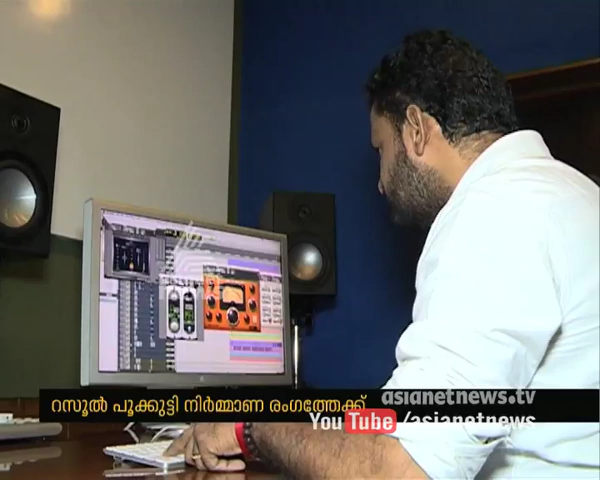 റസൂൽ പൂക്കുട്ടി നിർമ്മാണ രംഗത്തേക്ക്
asianetnews.tv
YouTube /asianetnews